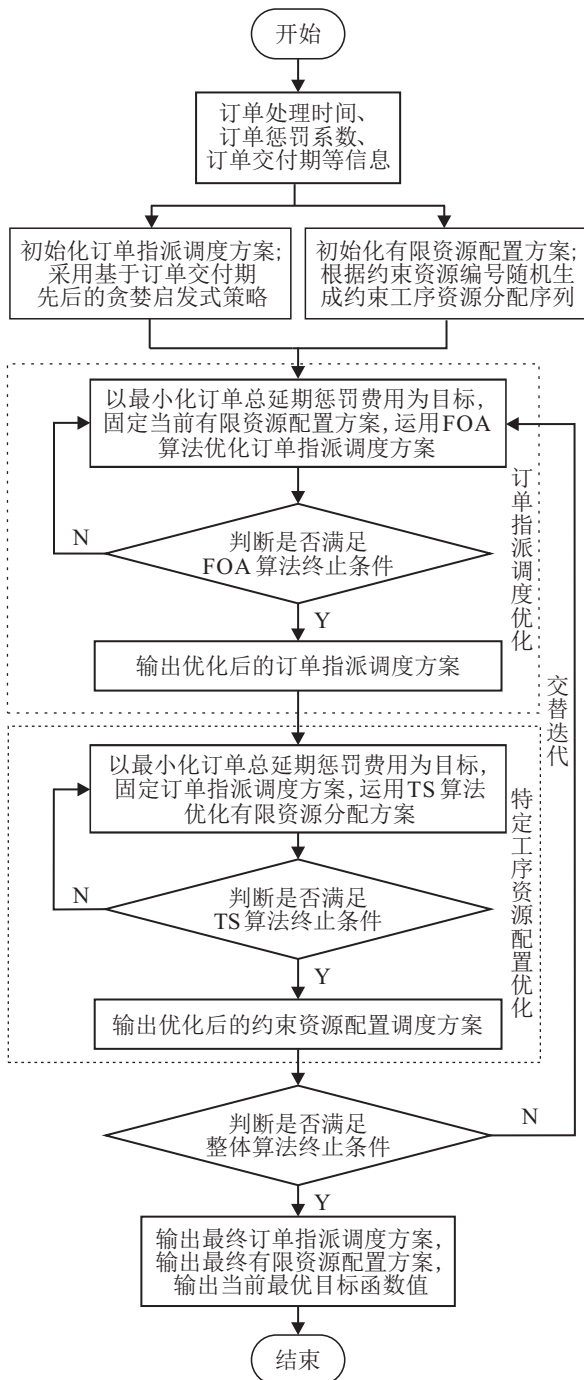 开始
订单处理时间、
订单惩罚系数、
订单交付期等信息
初始化订单指派调度方案;
采用基于订单交付期
先后的贪婪启发式策略
初始化有限资源配置方案;
根据约束资源编号随机生
成约束工序资源分配序列
以最小化订单总延期惩罚费用为目标,
固定当前有限资源配置方案, 运用FOA
算法优化订单指派调度方案
N
判断是否满足
FOA 算法终止条件
Y
输出优化后的订单指派调度方案
订单指派调度优化
交替迭代
以最小化订单总延期惩罚费用为目标,
固定订单指派调度方案, 运用TS 算法
优化有限资源分配方案
N
判断是否满足
TS 算法终止条件
Y
输出优化后的约束资源配置调度方案
特定工序资源配置优化
判断是否满足
整体算法终止条件
N
Y
输出最终订单指派调度方案,
输出最终有限资源配置方案,
输出当前最优目标函数值
结束